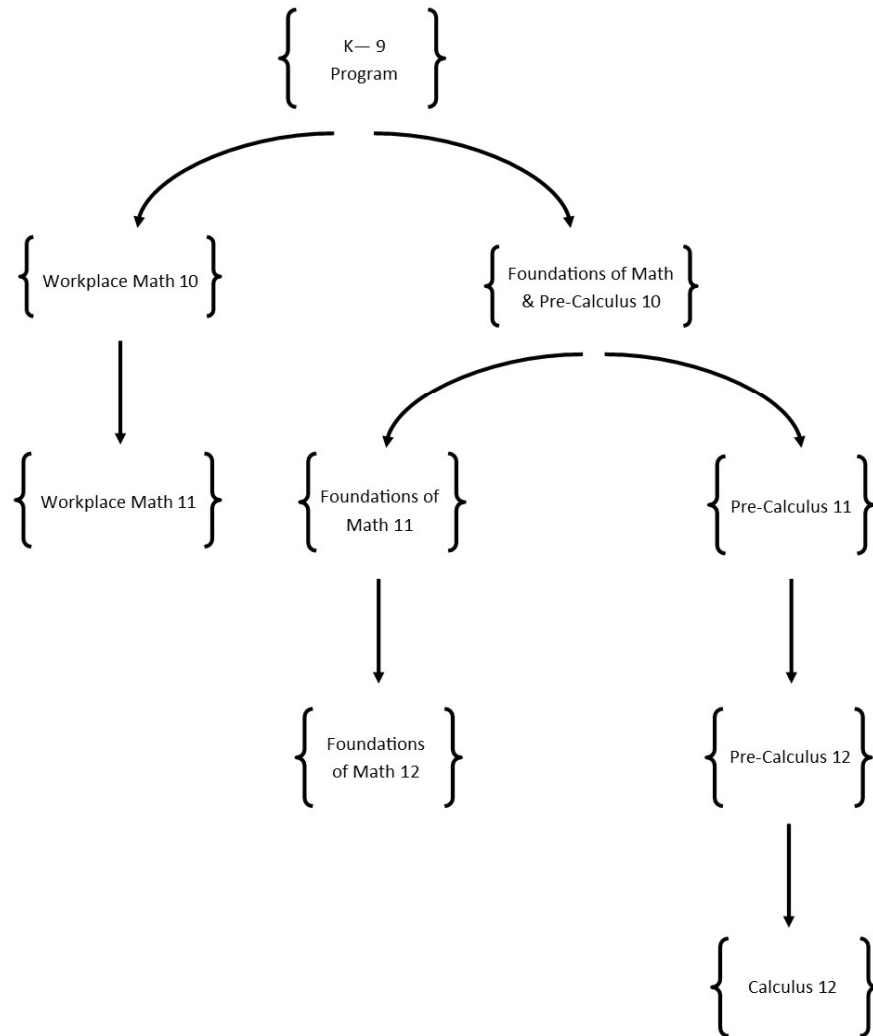 K— 9
Program
Workplace Math 10
Foundations of Math
& Pre-Calculus 10
Workplace Math 11
Foundations of
Math 11
Pre-Calculus 11
Foundations
of Math 12
Pre-Calculus 12
Calculus 12